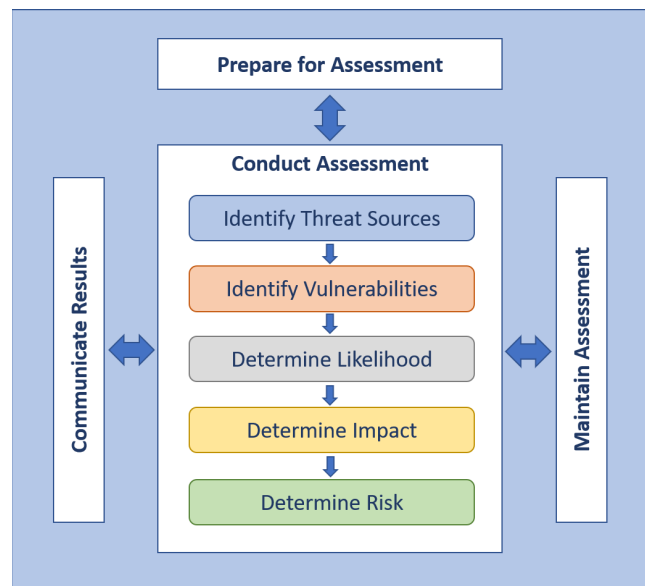 Prepare for Assessment
Conduct Assessment
Identify Threat Sources
Identify Vulnerabilities
Determine Likelihood
Determine Impact
Determine Risk
Communicate Results
Maintain Assessment